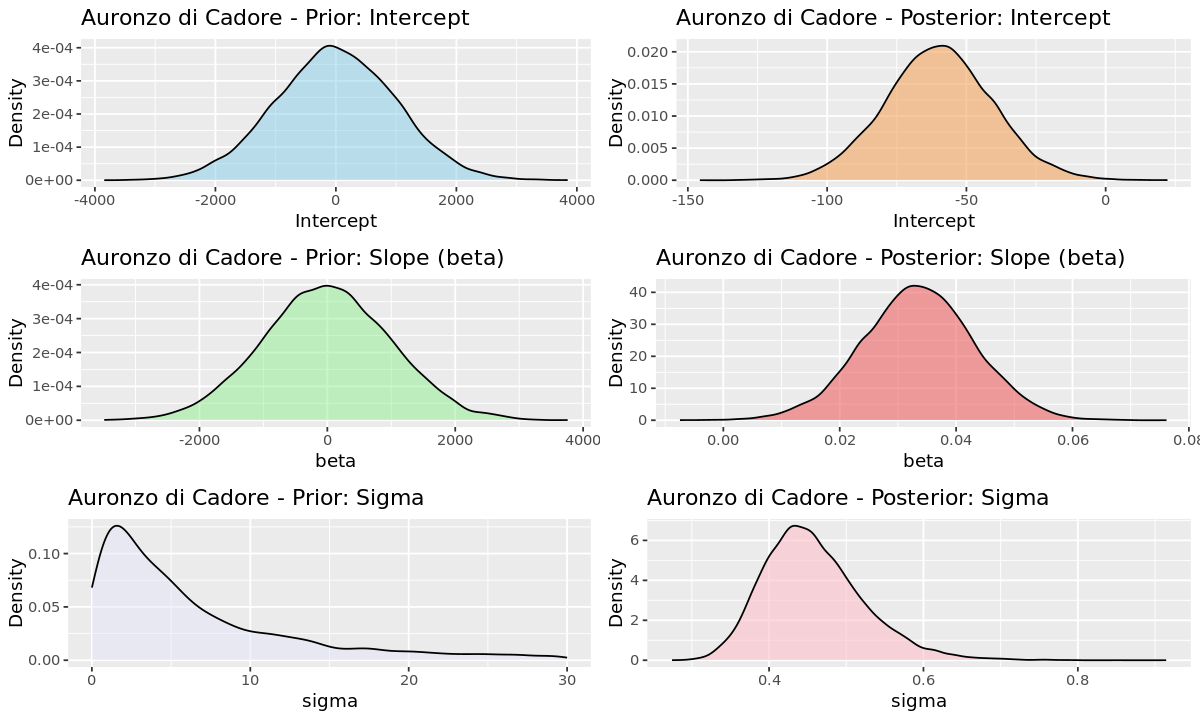 Auronzo di Cadore - Prior: Intercept
Density
4e-04
3e-04
2e-04
1e-04
0e+00
-4000 -2000 0 2000 4000
Intercept
Auronzo di Cadore - Posterior: Intercept
Density
0.020
0.015
0.010
0.005
0.000
-150 -100 -50 0
Intercept
Auronzo di Cadore - Prior: Slope (beta)
Density
4e-04
3e-04
2e-04
1e-04
0e+00
-2000 0 2000 4000
beta
Auronzo di Cadore - Posterior: Slope (beta)
Density
40
30
20
10
0
0.00 0.02 0.04 0.06 0.08
beta
Auronzo di Cadore - Prior: Sigma
Density
0.10
0.05
0.00
0 10 20 30
sigma
Auronzo di Cadore - Posterior: Sigma
Density
6
4
2
0
0.4 0.6 0.8
sigma